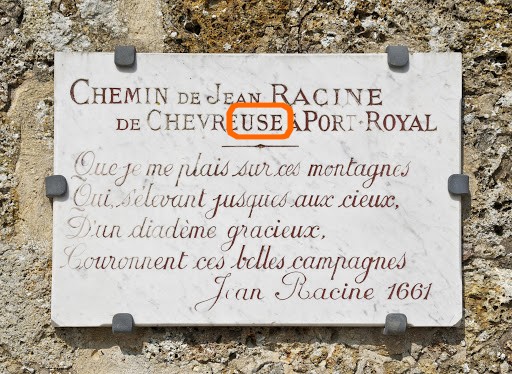 CHEMIN DE JEAN RACINE
DE CHEVREUSE À PORT-ROYAL
Que je me plais sur ces montagnes
Qui, s'élevant jusques aux cieux,
D'un diadème gracieux,
Couronnent ces belles campagnes
Jean Racine 1661